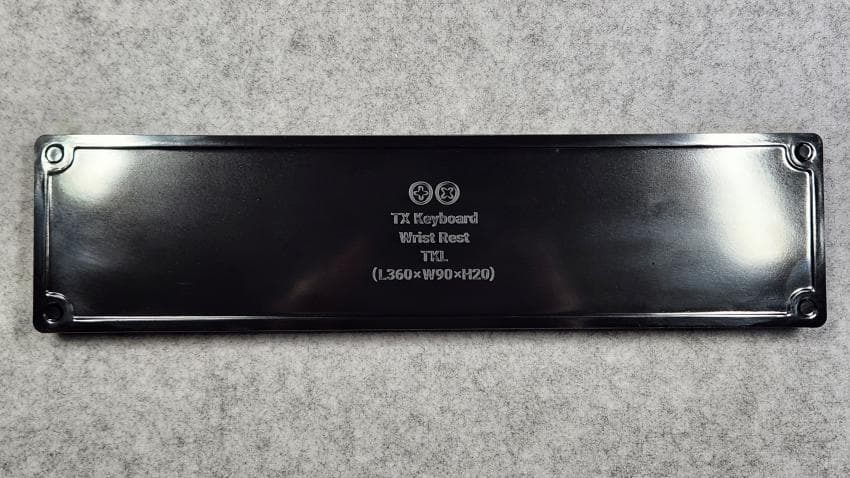 TX Keyboard
Wrist Rest
TKL
(L360×W90×H20)